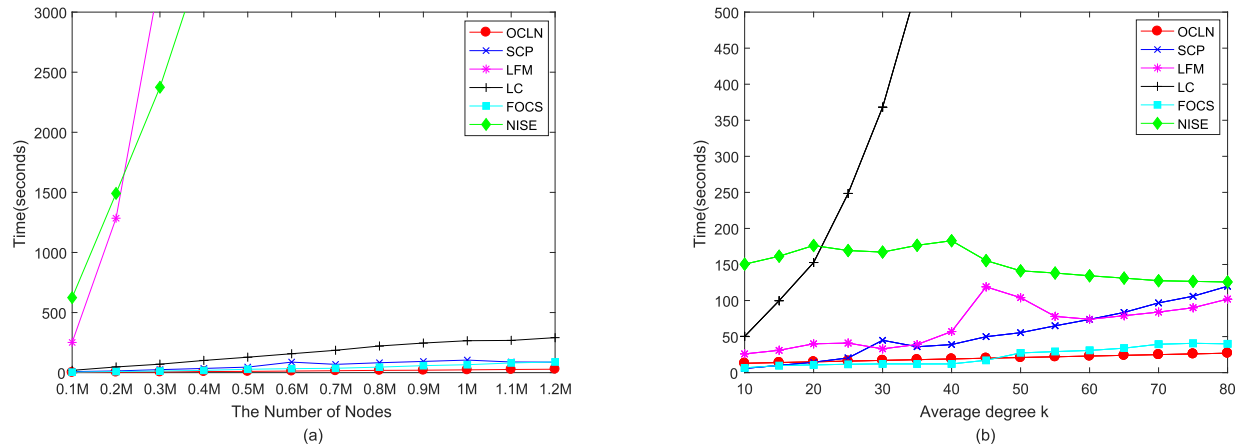 3000
2500
2000
1500
1000
500
0
Time(seconds)
0.1M 0.2M 0.3M 0.4M 0.5M 0.6M 0.7M 0.8M 0.9M 1M 1.1M 1.2M
The Number of Nodes
(a)
OCLN
SCP
LFM
LC
FOCS
NISE
500
450
400
350
300
250
200
150
100
50
0
Time(seconds)
10 20 30 40 50 60 70 80
Average degree k
(b)
OCLN
SCP
LFM
LC
FOCS
NISE